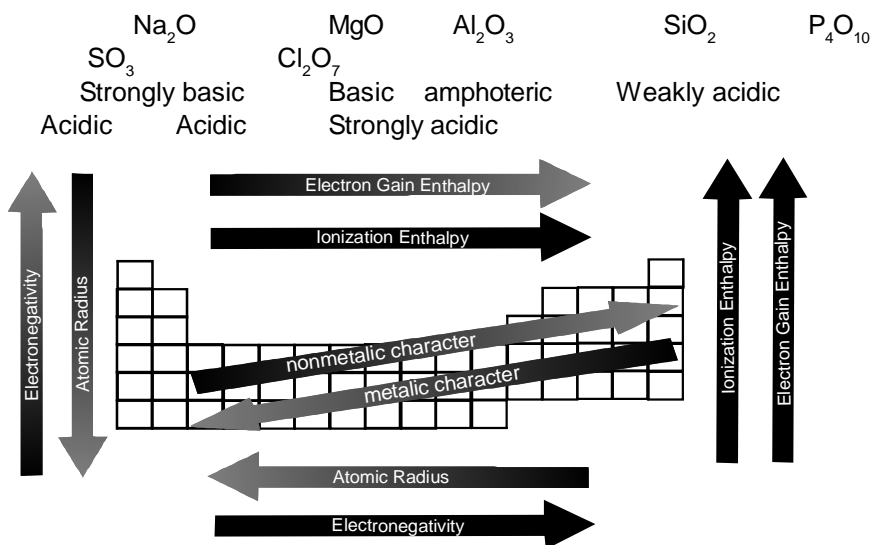 Na₂O MgO Al₂O₃ SiO₂ P₄O₁₀
SO₃ Cl₂O₇
Strongly basic Basic amphoteric Weakly acidic
Acidic Acidic Strongly acidic
Electron Gain Enthalpy
Ionization Enthalpy
Electronegativity
Atomic Radius
nonmetalic character
metalic character
Ionization Enthalpy
Electron Gain Enthalpy
Atomic Radius
Electronegativity